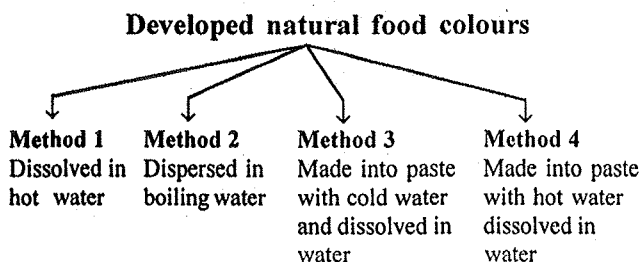 Developed natural food colours
Method 1
Dissolved in
hot water
Method 2
Dispersed in
boiling water
Method 3
Made into paste
with cold water
and dissolved in
water
Method 4
Made into paste
with hot water
dissolved in
water